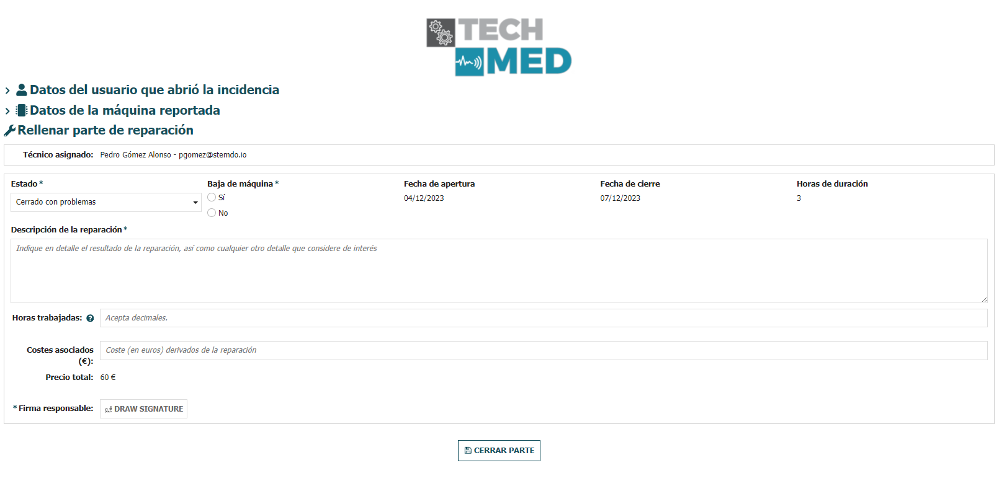 TECH
MED
Datos del usuario que abrió la incidencia
Datos de la máquina reportada
Rellenar parte de reparación
Técnico asignado: Pedro Gómez Alonso - pgomez@stemdo.io
Estado * Baja de máquina * Fecha de apertura Fecha de cierre Horas de duración
Cerrado con problemas Sí 04/12/2023 07/12/2023 3
No
Descripción de la reparación *
Indique en detalle el resultado de la reparación, así como cualquier otro detalle que considere de interés
Horas trabajadas: ? Acepta decimales.
Costes asociados Coste (en euros) derivados de la reparación
(€):
Precio total: 60 €
* Firma responsable: DRAW SIGNATURE
CERRAR PARTE